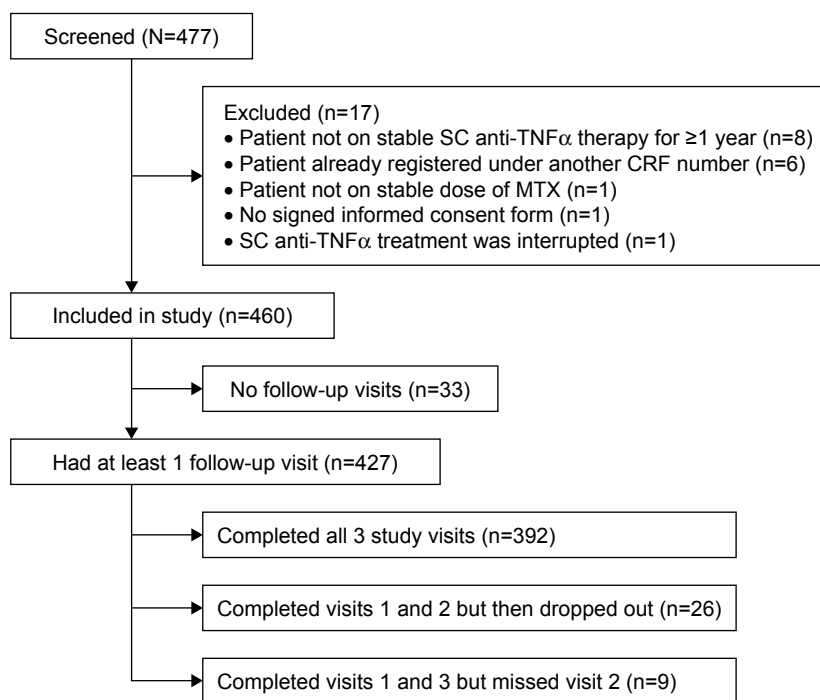 Screened (N=477)
Excluded (n=17)
• Patient not on stable SC anti-TNFα therapy for ≥1 year (n=8)
• Patient already registered under another CRF number (n=6)
• Patient not on stable dose of MTX (n=1)
• No signed informed consent form (n=1)
• SC anti-TNFα treatment was interrupted (n=1)
Included in study (n=460)
No follow-up visits (n=33)
Had at least 1 follow-up visit (n=427)
Completed all 3 study visits (n=392)
Completed visits 1 and 2 but then dropped out (n=26)
Completed visits 1 and 3 but missed visit 2 (n=9)